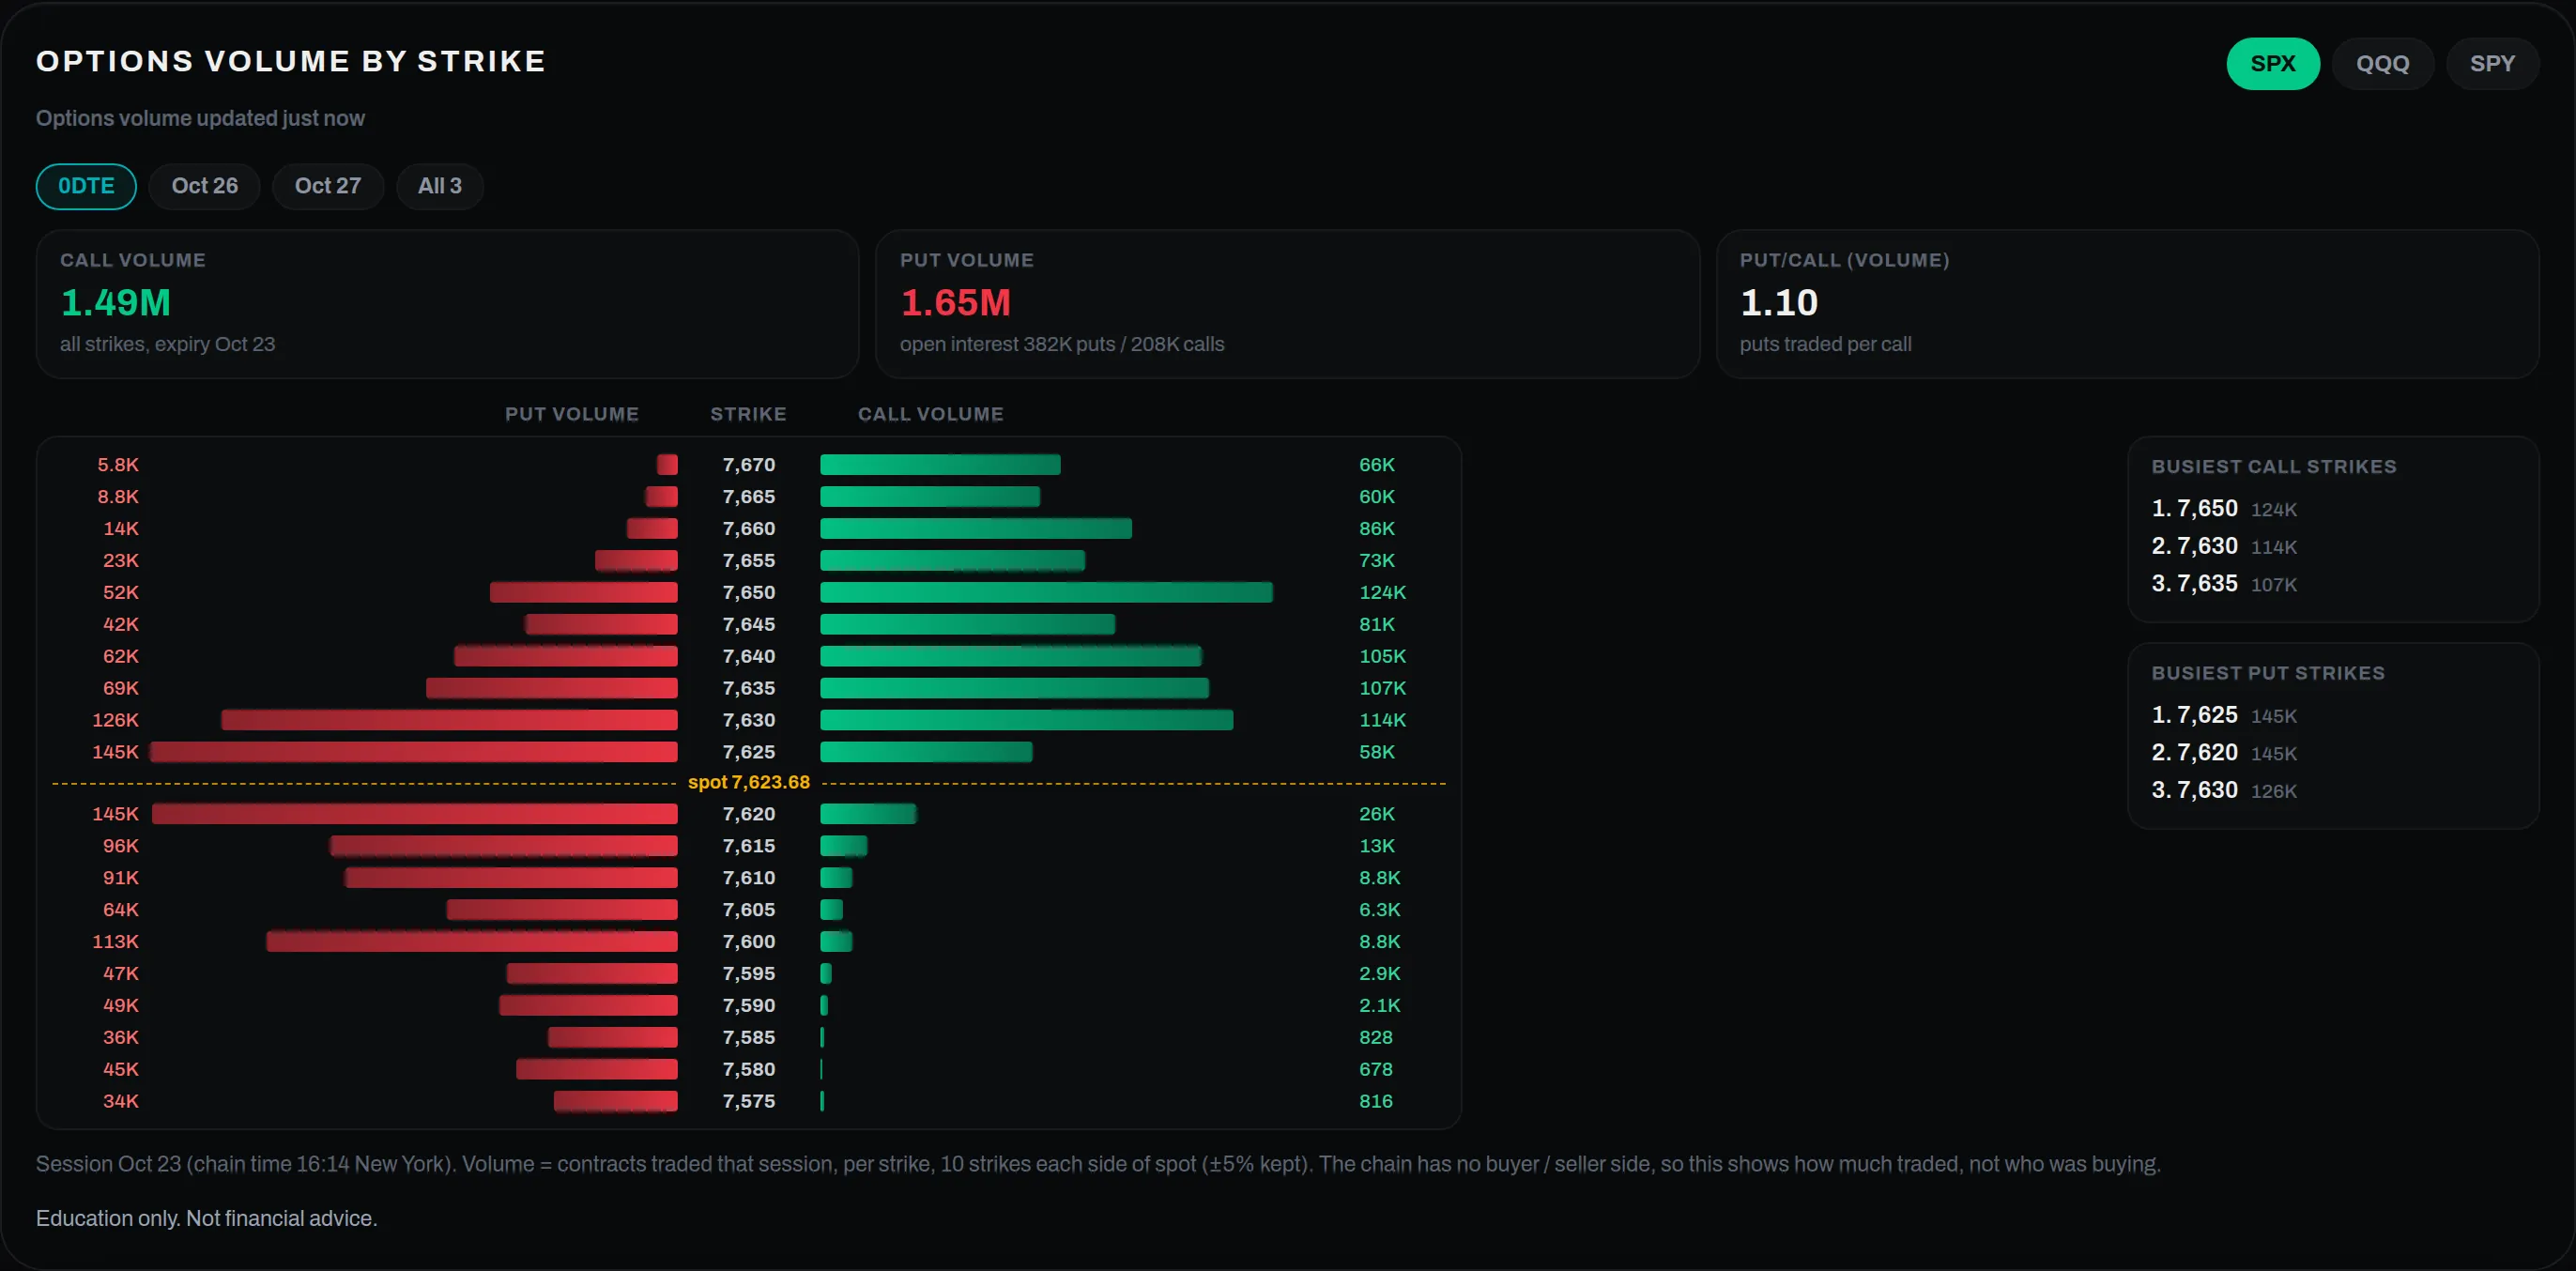 OPTIONS VOLUME BY STRIKE
SPX QQQ SPY
Options volume updated just now
0DTE Oct 26 Oct 27 All 3
CALL VOLUME
1.49M
all strikes, expiry Oct 23
PUT VOLUME
1.65M
open interest 382K puts / 208K calls
PUT/CALL (VOLUME)
1.10
puts traded per call
PUT VOLUME STRIKE CALL VOLUME
5.8K 7,670 66K
8.8K 7,665 60K
14K 7,660 86K
23K 7,655 73K
52K 7,650 124K
42K 7,645 81K
62K 7,640 105K
69K 7,635 107K
126K 7,630 114K
145K 7,625 58K
spot 7,623.68
145K 7,620 26K
96K 7,615 13K
91K 7,610 8.8K
64K 7,605 6.3K
113K 7,600 8.8K
47K 7,595 2.9K
49K 7,590 2.1K
36K 7,585 828
45K 7,580 678
34K 7,575 816
BUSIEST CALL STRIKES
1. 7,650 124K
2. 7,630 114K
3. 7,635 107K
BUSIEST PUT STRIKES
1. 7,625 145K
2. 7,620 145K
3. 7,630 126K
Session Oct 23 (chain time 16:14 New York). Volume = contracts traded that session, per strike, 10 strikes each side of spot (±5% kept). The chain has no buyer / seller side, so this shows how much traded, not who was buying.
Education only. Not financial advice.